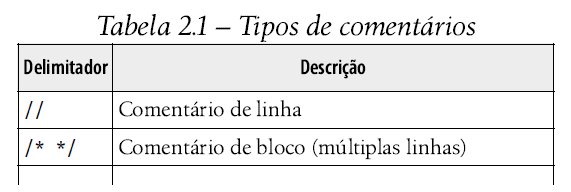 Tabela 2.1 – Tipos de comentários
Delimitador Descrição
// Comentário de linha
/* */ Comentário de bloco (múltiplas linhas)